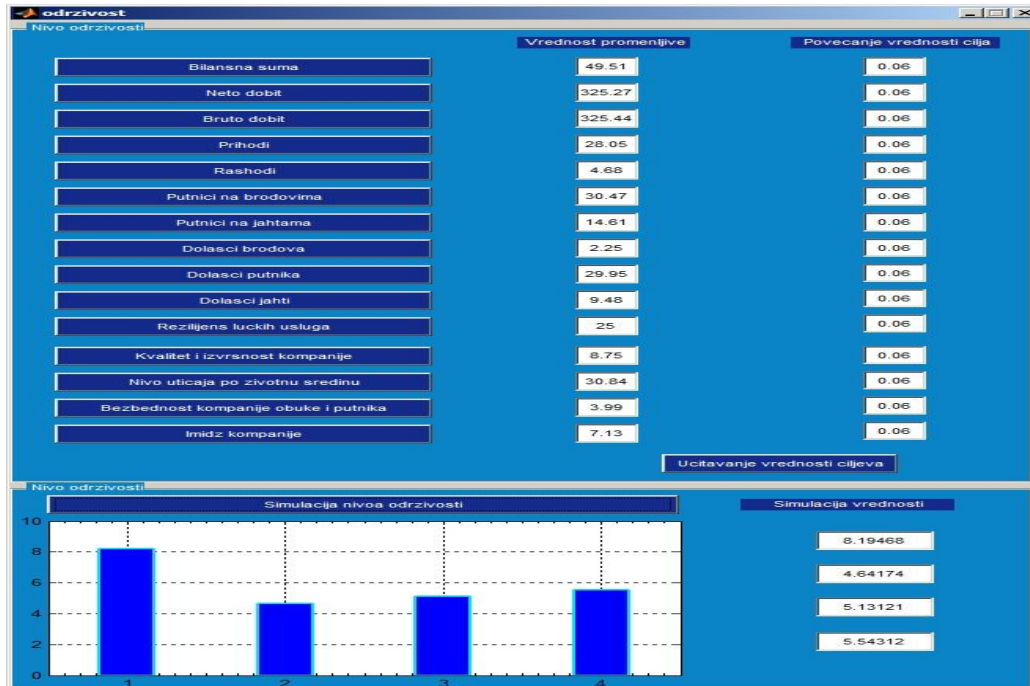 odrzivost
Nivo odrzivosti
Vrednost promenljive Povecanje vrednosti cilja
Bilansna suma 49.51 0.06
Neto dobit 325.27 0.06
Bruto dobit 325.44 0.06
Prihodi 28.05 0.06
Rashodi 4.68 0.06
Putnici na brodovima 30.47 0.06
Putnici na jahtama 14.61 0.06
Dolasci brodova 2.25 0.06
Dolasci putnika 29.95 0.06
Dolasci jahti 9.48 0.06
Rezilijens luckih usluga 25 0.06
Kvalitet i izvrsnost kompanije 8.75 0.06
Nivo uticaja po zivotnu sredinu 30.84 0.06
Bezbednost kompanije obuke i putnika 3.99 0.06
Imidz kompanije 7.13 0.06
Ucitavanje vrednosti ciljeva
Nivo odrzivosti
Simulacija nivoa odrzivosti Simulacija vrednosti
10
8
6
4
2
0
1 2 3 4
8.19468
4.64174
5.13121
5.54312